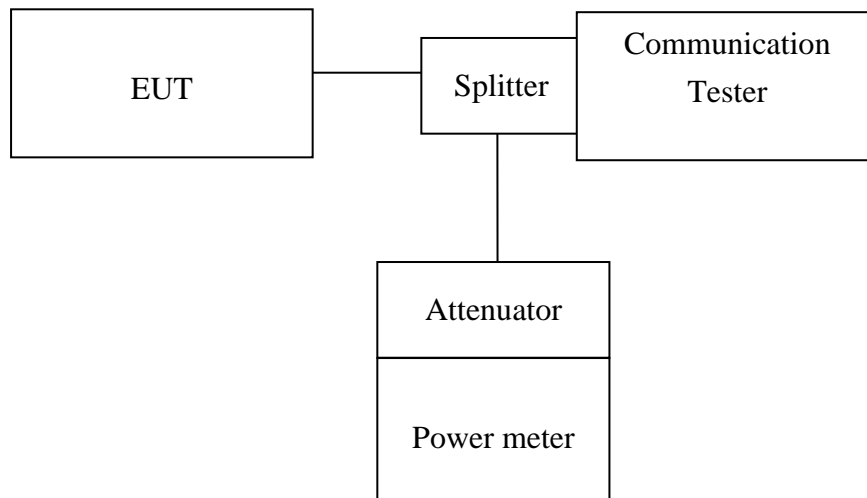 EUT
Splitter
Communication
Tester
Attenuator
Power meter